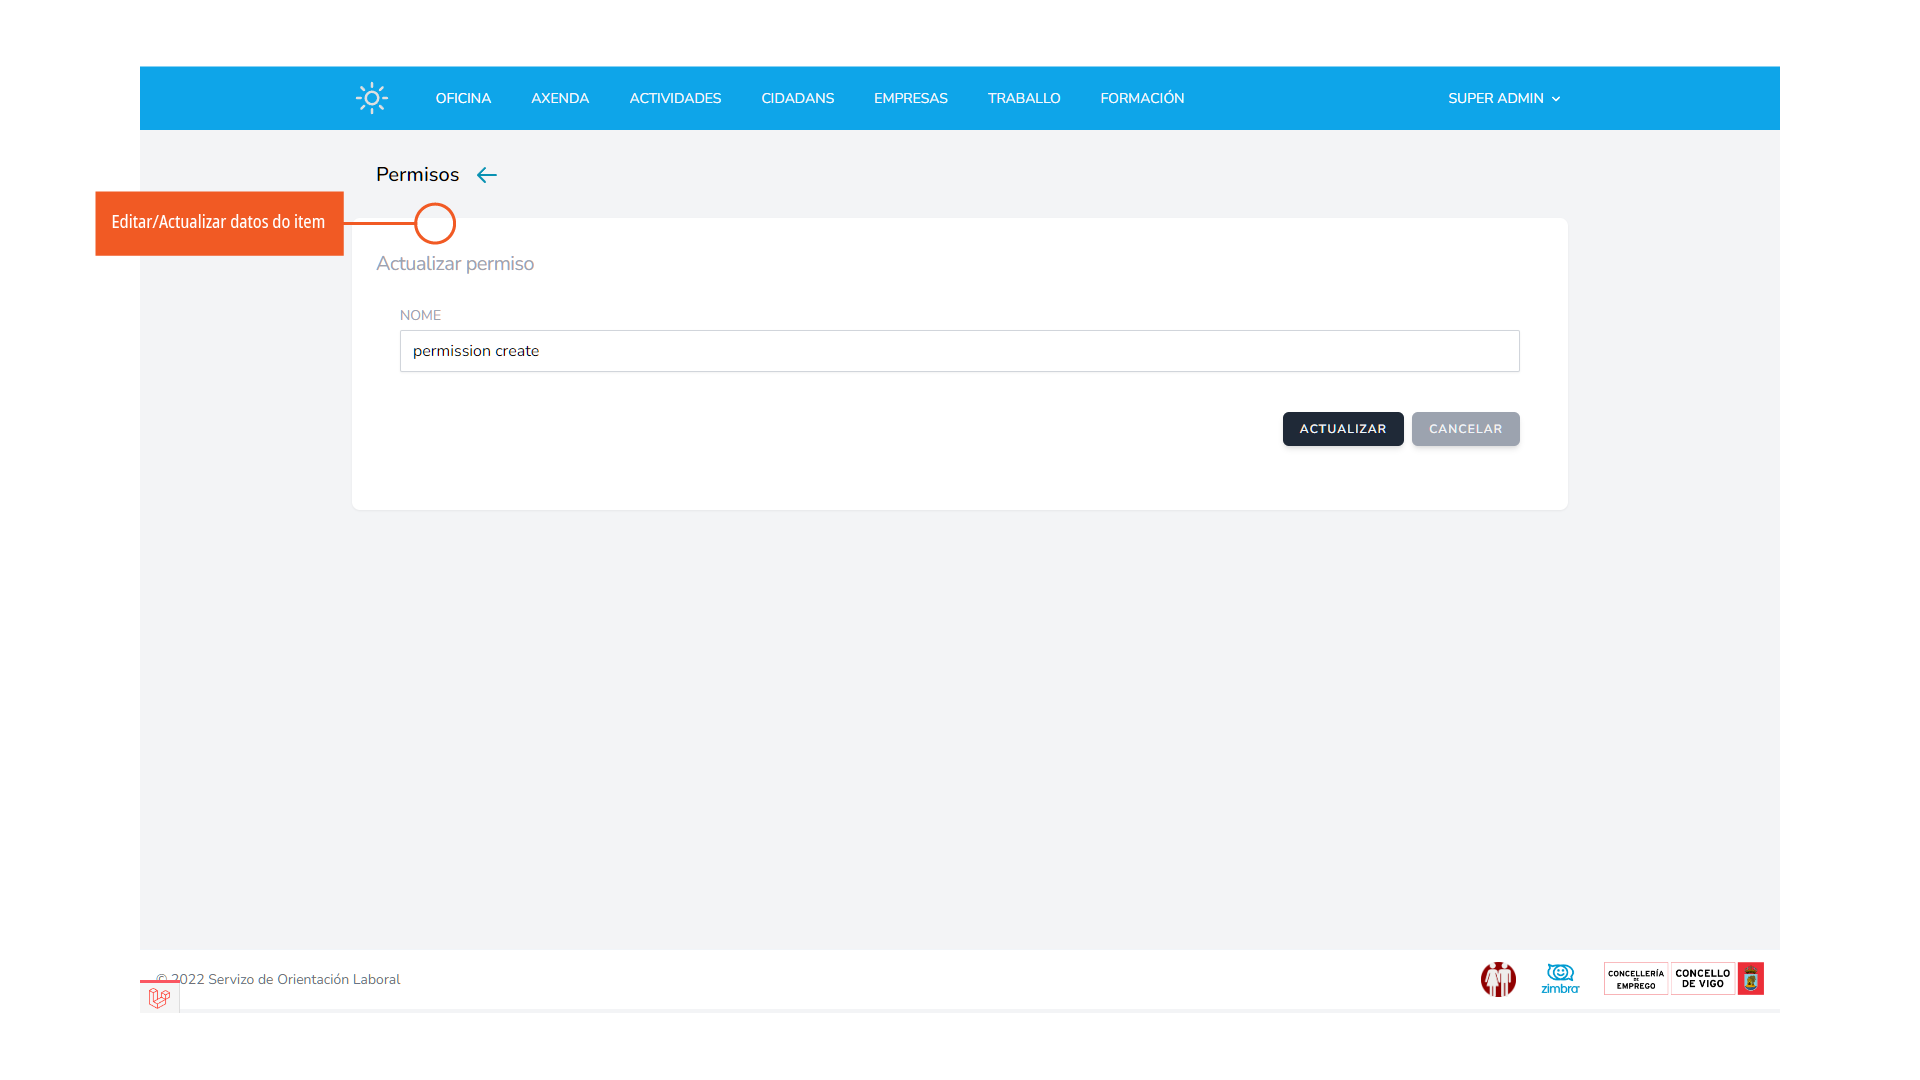 OFICINA AXENDA ACTIVIDADES CIDADANS EMPRESAS TRABALLO FORMACIÓN SUPER ADMIN
Permisos
Editar/Actualizar datos do item
Actualizar permiso
NOME
permission create
ACTUALIZAR CANCELAR
© 2022 Servizo de Orientación Laboral
zimbra
CONCELLERÍA
DE
EMPREGO
CONCELLO
DE VIGO